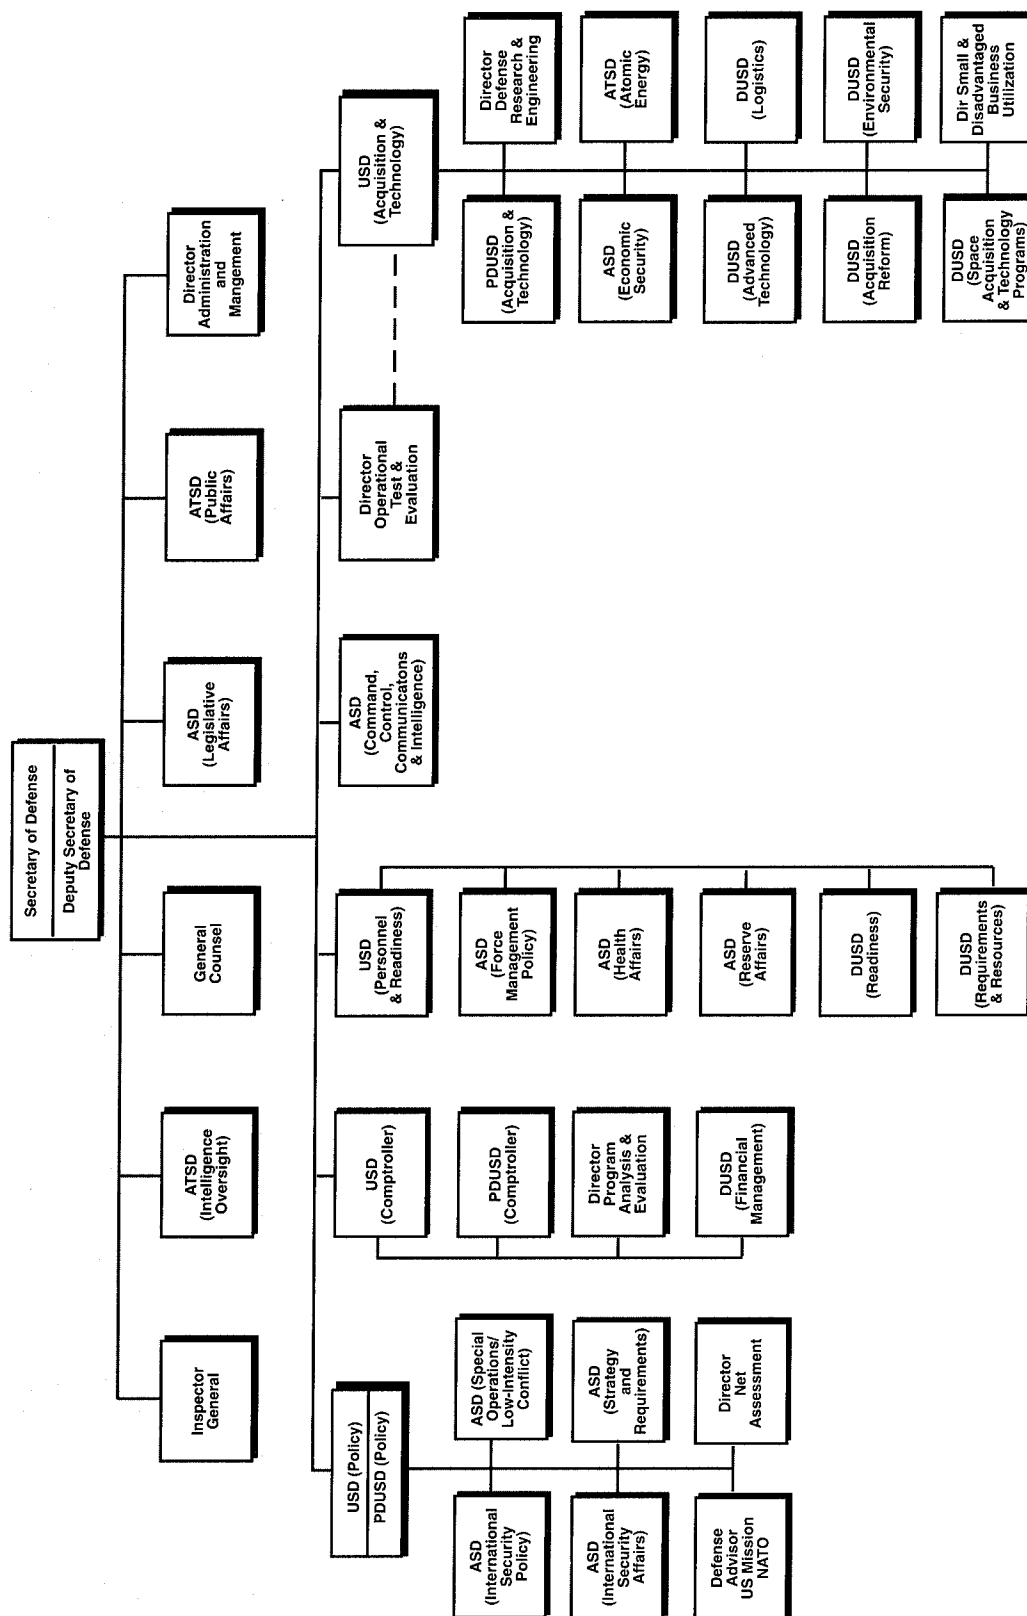 Secretary of Defense
Deputy Secretary of
Defense
Inspector
General
ATSD
(Intelligence
Oversight)
General
Counsel
ASD
(Legislative
Affairs)
ATSD
(Public
Affairs)
Director
Administration
and
Mangement
USD (Policy)
PDUSD (Policy)
USD
(Comptroller)
USD
(Personnel
& Readiness)
ASD
(Command,
Control,
Communicatons
& Intelligence)
Director
Operational
Test &
Evaluation
USD
(Acquisition &
Technology)
ASD
(International
Security
Policy)
ASD (Special
Operations/
Low-Intensity
Conflict)
ASD
(International
Security
Affairs)
ASD
(Strategy
and
Requirements)
Defense
Advisor
US Mission
NATO
Director
Net
Assessment
PDUSD
(Comptroller)
Director
Program
Analysis &
Evaluation
DUSD
(Financial
Management)
ASD
(Force
Management
Policy)
ASD
(Health
Affairs)
ASD
(Reserve
Affairs)
DUSD
(Readiness)
DUSD
(Requirements
& Resources)
PDUSD
(Acquisition &
Technology)
Director
Defense
Research &
Engineering
ASD
(Economic
Security)
ATSD
(Atomic
Energy)
DUSD
(Advanced
Technology)
DUSD
(Logistics)
DUSD
(Acquisition
Reform)
DUSD
(Environmental
Security)
DUSD
(Space
Acquisition
& Technology
Programs)
Dir Small &
Disadvantaged
Business
Utilization